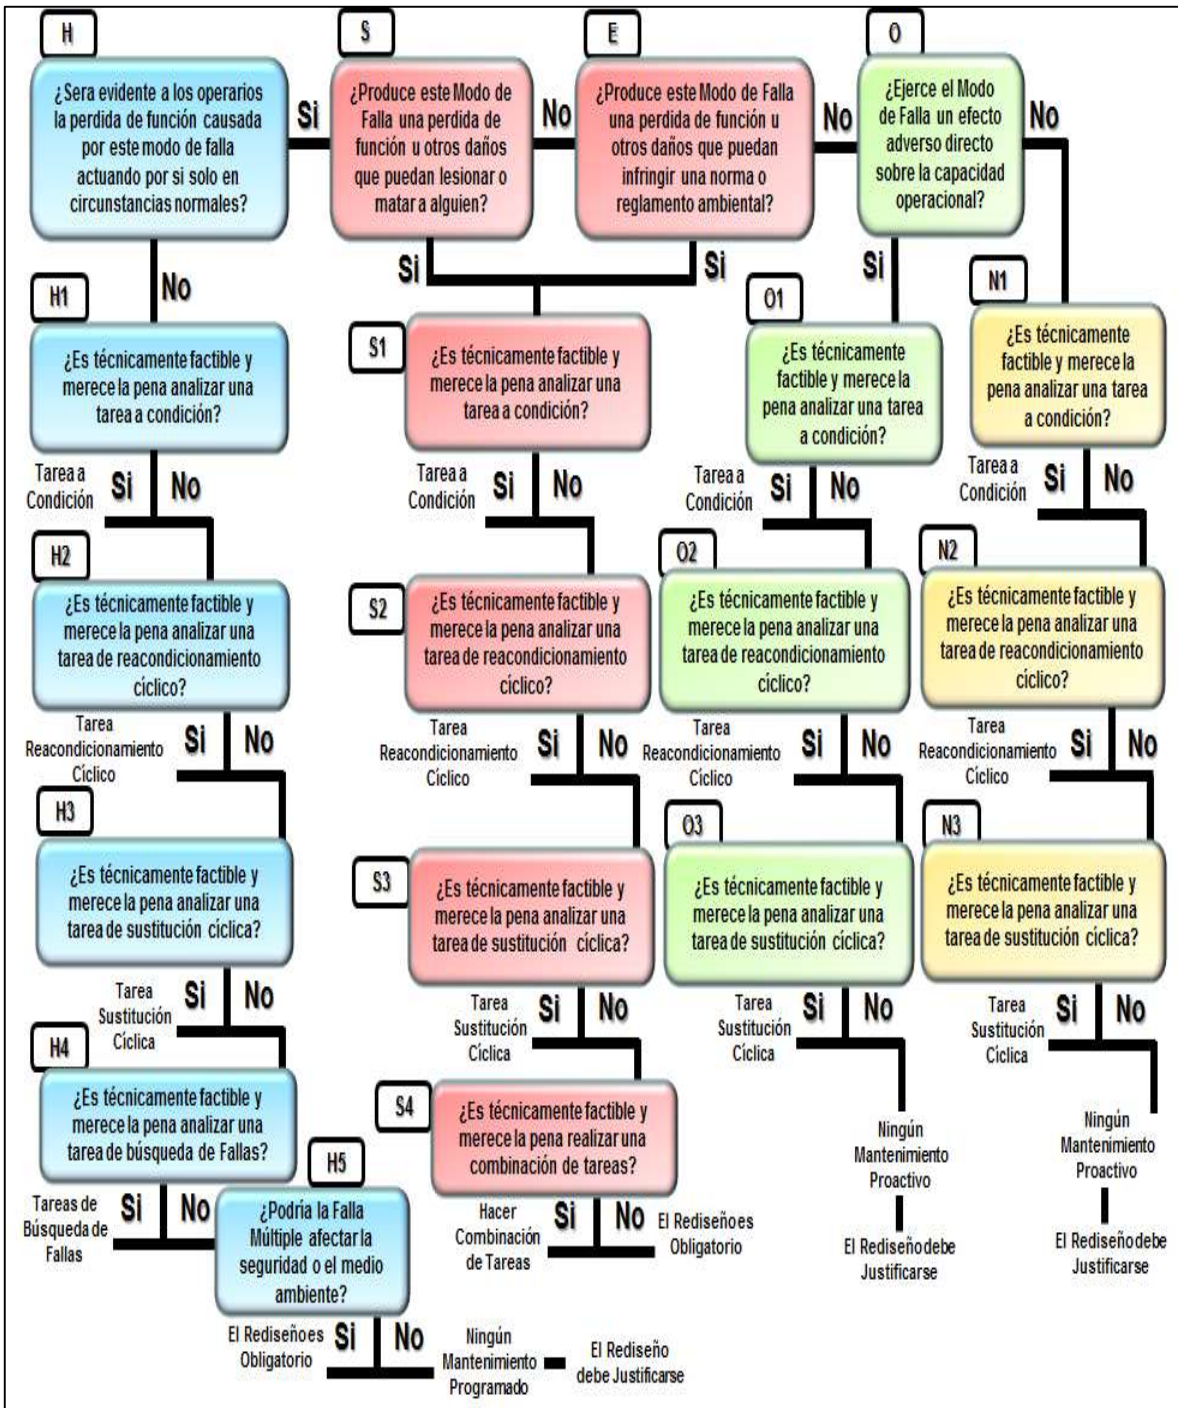 H
¿Sera evidente a los operarios
la perdida de función causada
por este modo de falla
actuando por si solo en
circunstancias normales?
Si
No
S
¿Produce este Modo de
Falla una perdida de
función u otros daños
que puedan lesionar o
matar a alguien?
No
Si
E
¿Produce este Modo de Falla
una perdida de función u
otros daños que puedan
infringir una norma o
reglamento ambiental?
No
Si
O
¿Ejerce el Modo
de Falla un efecto
adverso directo
sobre la capacidad
operacional?
No
Si
H1
¿Es técnicamente factible y
merece la pena analizar una
tarea a condición?
Tarea a
Condición
Si
No
H2
¿Es técnicamente factible y
merece la pena analizar una
tarea de reacondicionamiento
cíclico?
Tarea
Reacondicionamiento
Cíclico
Si
No
H3
¿Es técnicamente factible y
merece la pena analizar una
tarea de sustitución cíclica?
Tarea
Sustitución
Cíclica
Si
No
H4
¿Es técnicamente factible y
merece la pena analizar una
tarea de búsqueda de Fallas?
Tareas de
Búsqueda de
Fallas
Si
No
H5
¿Podría la Falla
Múltiple afectar la
seguridad o el medio
ambiente?
El Rediseño es
Obligatorio
Si
No
Ningún
Mantenimiento
Programado
El Rediseño
debe Justificarse
S1
¿Es técnicamente factible y
merece la pena analizar una
tarea a condición?
Tarea a
Condición
Si
No
S2
¿Es técnicamente factible y
merece la pena analizar una
tarea de reacondicionamiento
cíclico?
Tarea
Reacondicionamiento
Cíclico
Si
No
S3
¿Es técnicamente factible y
merece la pena analizar una
tarea de sustitución cíclica?
Tarea
Sustitución
Cíclica
Si
No
S4
¿Es técnicamente factible y
merece la pena realizar una
combinación de tareas?
Hacer
Combinación
de Tareas
Si
No
El Rediseño es
Obligatorio
O1
¿Es técnicamente
factible y merece la
pena analizar una tarea
a condición?
Tarea a
Condición
Si
No
O2
¿Es técnicamente factible y
merece la pena analizar una
tarea de reacondicionamiento
cíclico?
Tarea
Reacondicionamiento
Cíclico
Si
No
O3
¿Es técnicamente factible y
merece la pena analizar una
tarea de sustitución cíclica?
Tarea
Sustitución
Cíclica
Si
No
Ningún
Mantenimiento
Proactivo
El Rediseño debe
Justificarse
N1
¿Es técnicamente
factible y merece la
pena analizar una tarea
a condición?
Tarea a
Condición
Si
No
N2
¿Es técnicamente factible y
merece la pena analizar una
tarea de reacondicionamiento
cíclico?
Tarea
Reacondicionamiento
Cíclico
Si
No
N3
¿Es técnicamente factible y
merece la pena analizar una
tarea de sustitución cíclica?
Tarea
Sustitución
Cíclica
Si
No
Ningún
Mantenimiento
Proactivo
El Rediseño debe
Justificarse